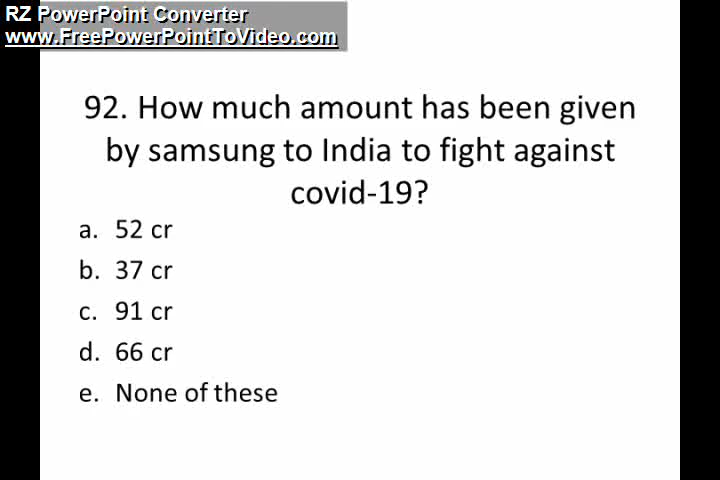 RZ PowerPoint Converter
www.FreePowerPointToVideo.com
92. How much amount has been given
by samsung to India to fight against
covid-19?
a. 52 cr
b. 37 cr
c. 91 cr
d. 66 cr
e. None of these